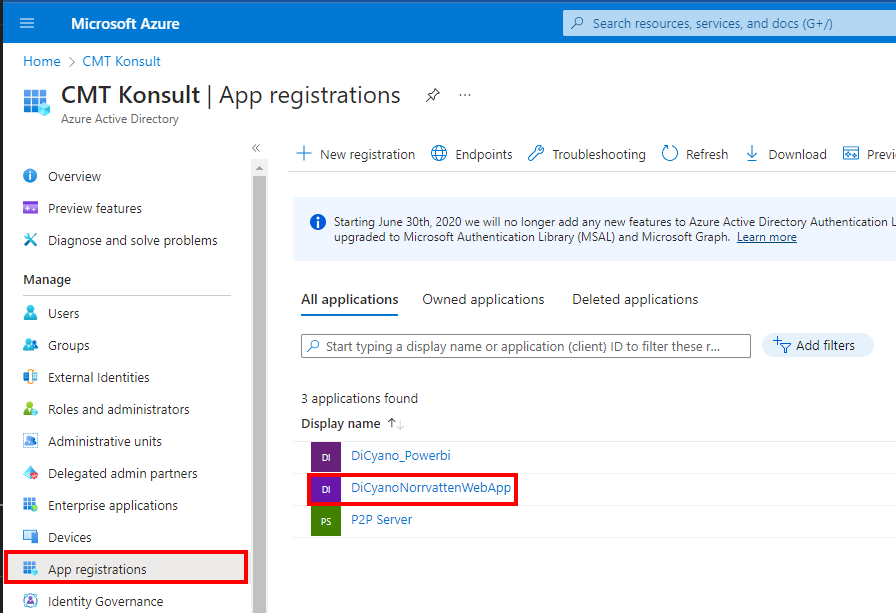 Microsoft Azure
Search resources, services, and docs (G+/)
Home > CMT Konsult
CMT Konsult | App registrations
Azure Active Directory
Overview
Preview features
Diagnose and solve problems
Manage
Users
Groups
External Identities
Roles and administrators
Administrative units
Delegated admin partners
Enterprise applications
Devices
App registrations
Identity Governance
New registration Endpoints Troubleshooting Refresh Download Previ
Starting June 30th, 2020 we will no longer add any new features to Azure Active Directory Authentication L
upgraded to Microsoft Authentication Library (MSAL) and Microsoft Graph. Learn more
All applications Owned applications Deleted applications
Start typing a display name or application (client) ID to filter these r...
Add filters
3 applications found
Display name
DI DiCyano_Powerbi
DI DiCyanoNorrvattenWebApp
PS P2P Server